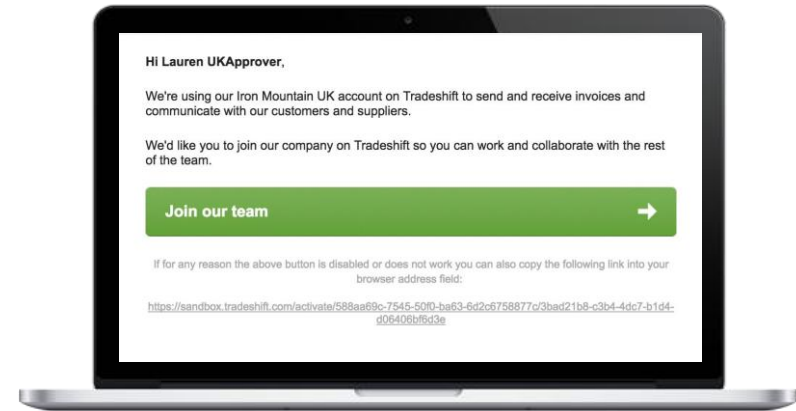 Hi Lauren UKApprover,
We're using our Iron Mountain UK account on Tradeshift to send and receive invoices and
communicate with our customers and suppliers.
We'd like you to join our company on Tradeshift so you can work and collaborate with the rest
of the team.
Join our team
If for any reason the above button is disabled or does not work you can also copy the following link into your
browser address field:
https://sandbox.tradeshift.com/activate/588aa69c-7545-50f0-ba63-6d2c6758877c/3bad21b8-c3b4-4dc7-b1d4-
d06406bf6d3e